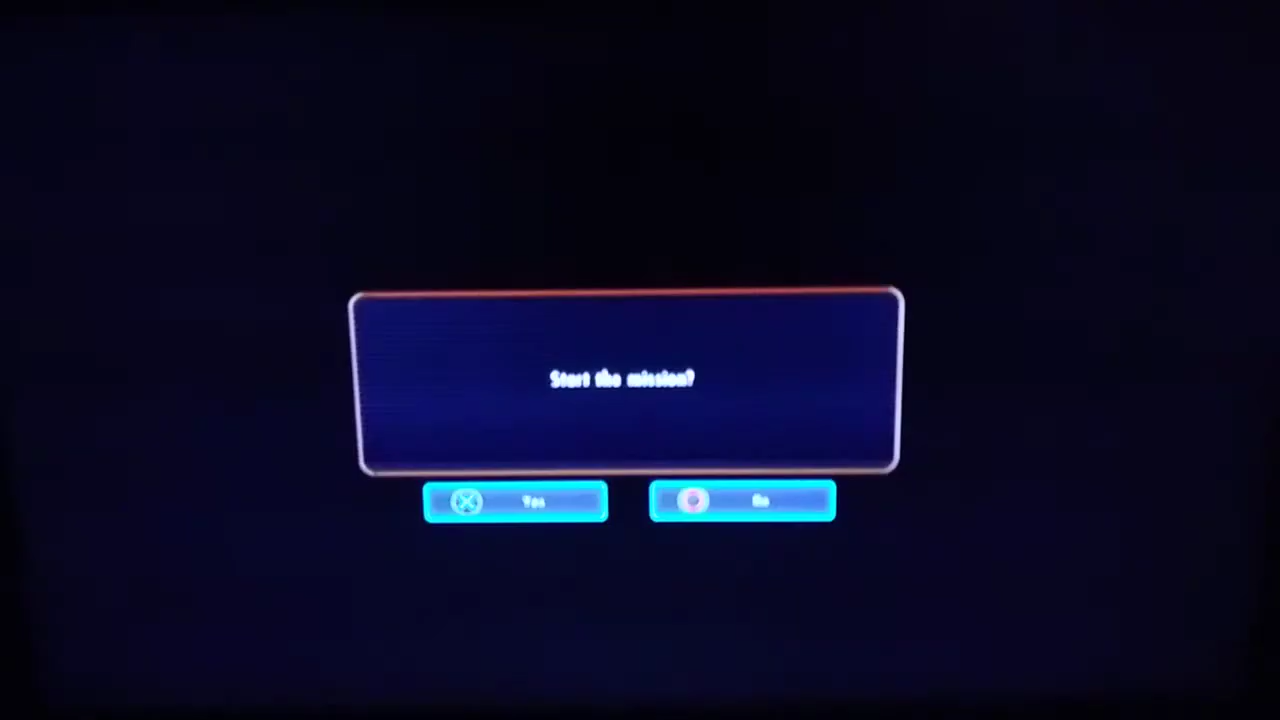 Start the mission?
Yes No